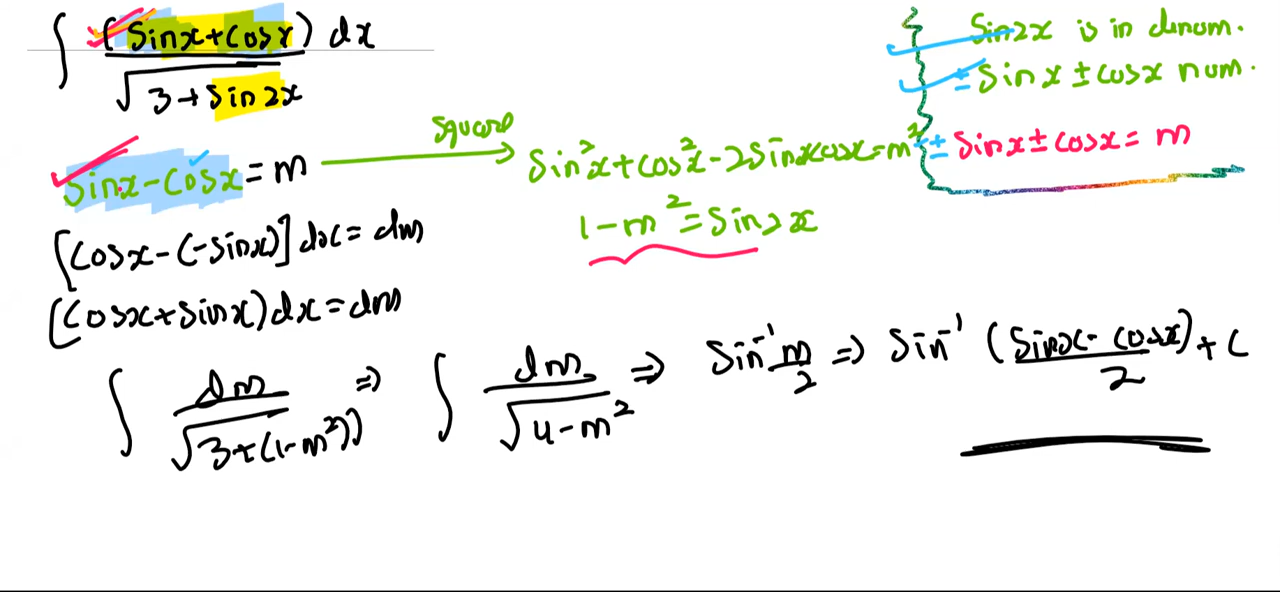 ∫ (Sinx+Cosx) dx / √(3+Sin2x)
Sin2x is in denom.
± Sinx ± Cosx num.
± Sinx ± Cosx = m
Sinx-Cosx = m
Square
Sin²x+Cos²x-2Sinxcosx=m²
1-m² = Sin2x
[Cosx-(-Sinx)]dx = dm
(Cosx+Sinx)dx = dm
∫ dm / √(3+(1-m²)) ⇒ ∫ dm / √(4-m²) ⇒ Sin⁻¹ m/2 ⇒ Sin⁻¹ (Sinx-Cosx)/2 + C